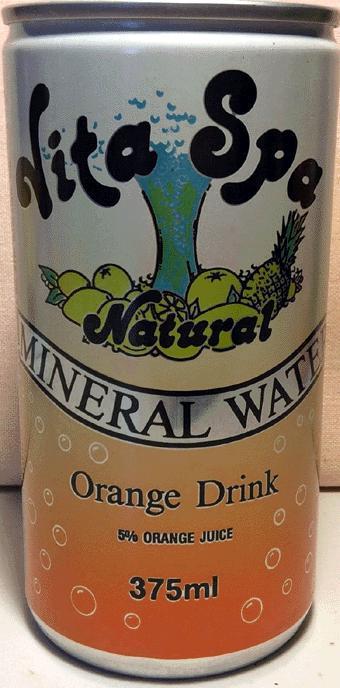 Vita Spa
Natural
MINERAL WATE
Orange Drink
5% ORANGE JUICE
375ml